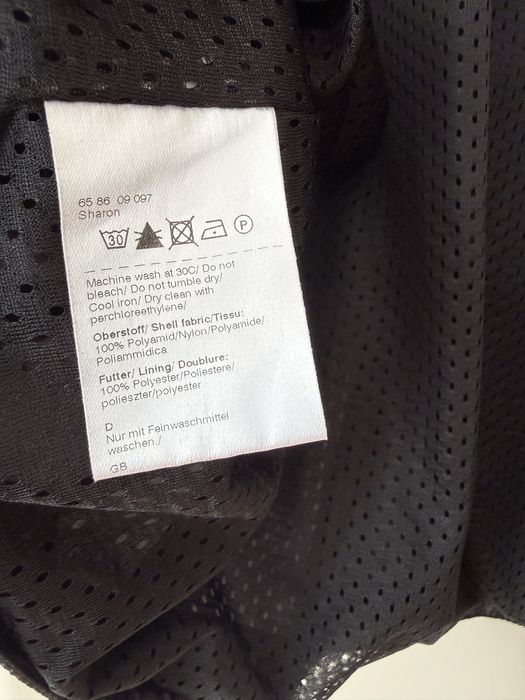 65 86 09 097
Sharon
30 P
Machine wash at 30C/ Do not
bleach/ Do not tumble dry/
Cool iron/ Dry clean with
perchloreethylene/
Oberstoff/ Shell fabric/Tissu:
100% Polyamid/Nylon/Polyamide/
Poliammidica
Futter/ Lining/ Doublure:
100% Polyester/Poliestere/
polieszter/polyester
D
Nur mit Feinwaschmittel
waschen./
GB